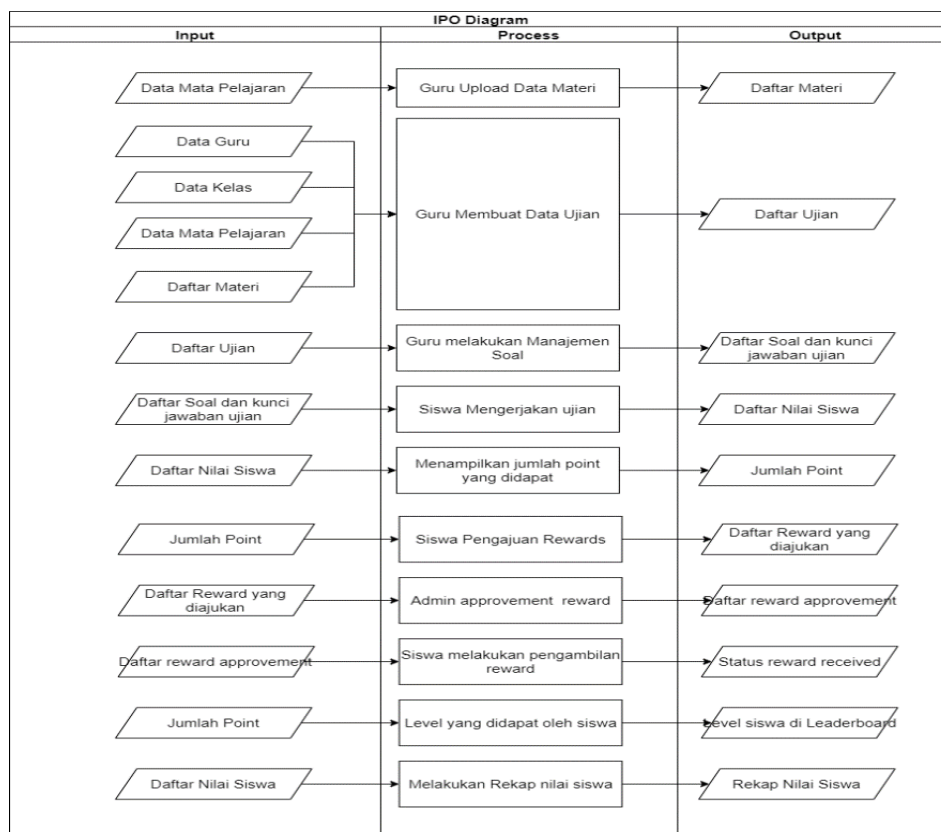 IPO Diagram
Input
Process
Output
Data Mata Pelajaran
Guru Upload Data Materi
Daftar Materi
Data Guru
Data Kelas
Data Mata Pelajaran
Daftar Materi
Guru Membuat Data Ujian
Daftar Ujian
Daftar Ujian
Guru melakukan Manajemen
Soal
Daftar Soal dan kunci
jawaban ujian
Daftar Soal dan kunci
jawaban ujian
Siswa Mengerjakan ujian
Daftar Nilai Siswa
Daftar Nilai Siswa
Menampilkan jumlah point
yang didapat
Jumlah Point
Jumlah Point
Siswa Pengajuan Rewards
Daftar Reward yang
diajukan
Daftar Reward yang
diajukan
Admin approvement reward
Daftar reward approvement
Daftar reward approvement
Siswa melakukan pengambilan
reward
Status reward received
Jumlah Point
Level yang didapat oleh siswa
Level siswa di Leaderboard
Daftar Nilai Siswa
Melakukan Rekap nilai siswa
Rekap Nilai Siswa